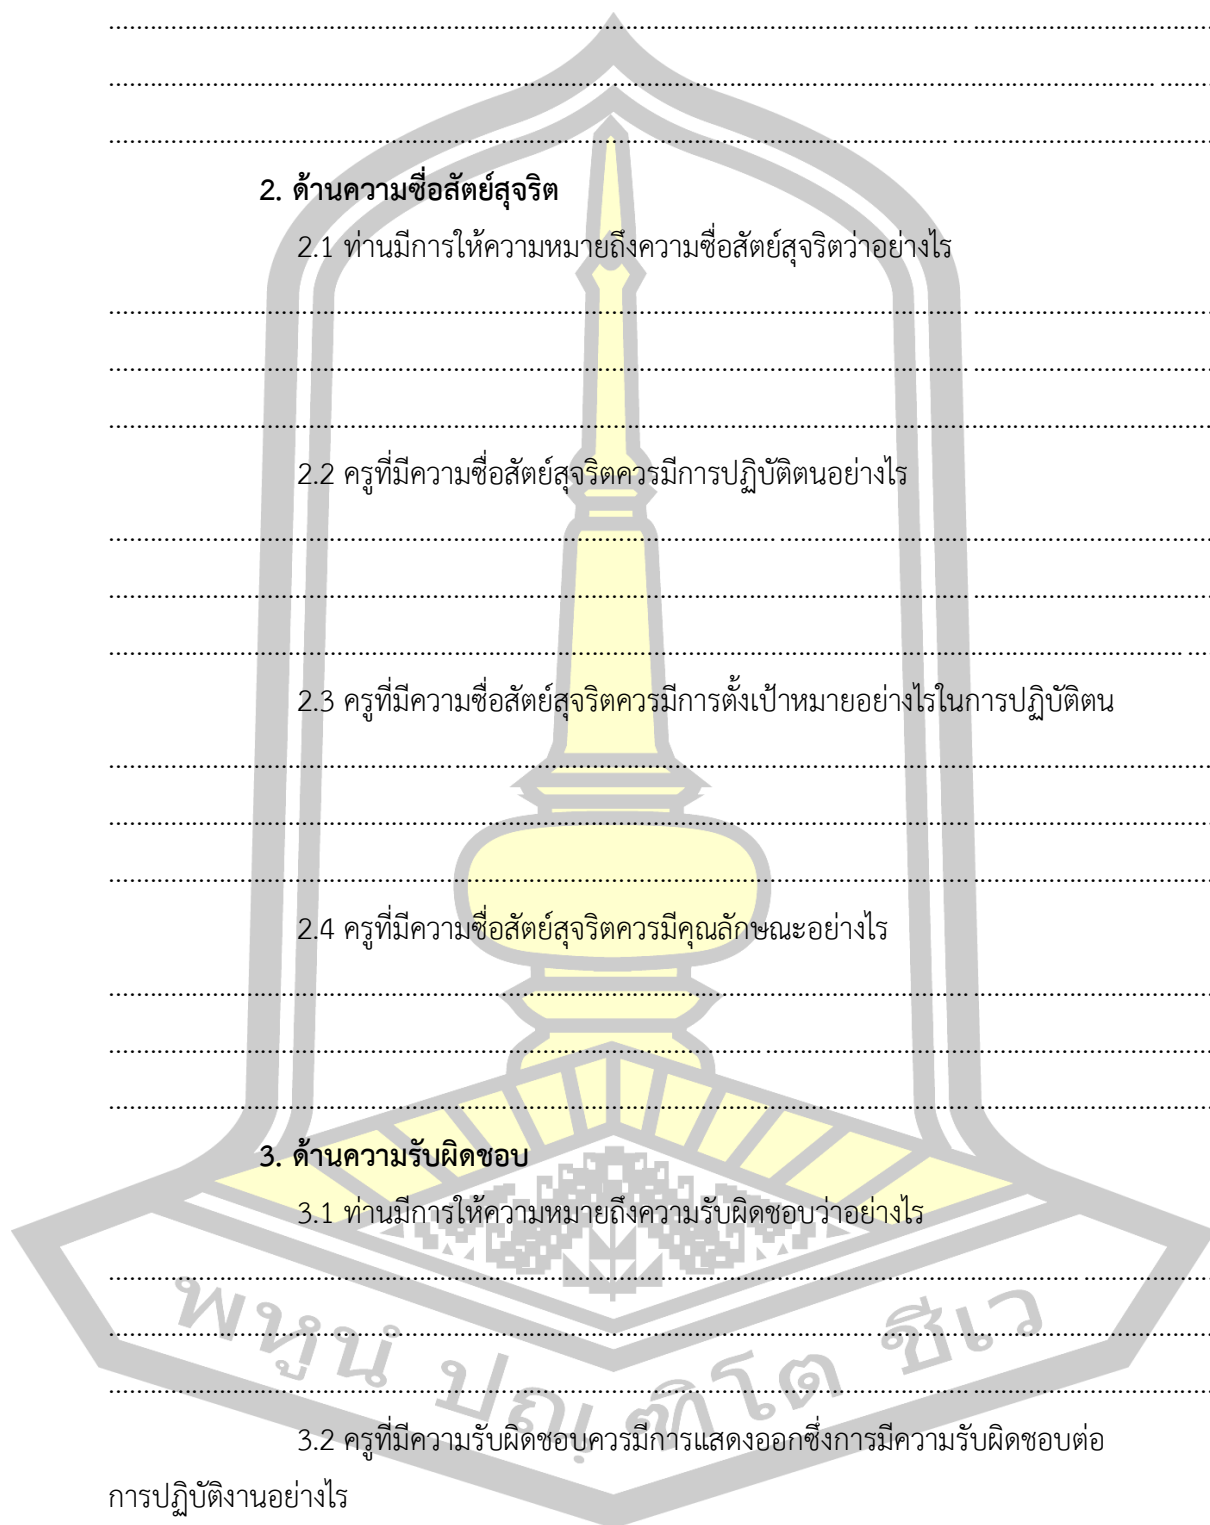 ................................................................................................................................
................................................................................................................................
................................................................................................................................
2. ด้านความซื่อสัตย์สุจริต
2.1 ท่านมีการให้ความหมายถึงความซื่อสัตย์สุจริตว่าอย่างไร
................................................................................................................................
................................................................................................................................
................................................................................................................................
2.2 ครูที่มีความซื่อสัตย์สุจริตควรมีการปฏิบัติตนอย่างไร
................................................................................................................................
................................................................................................................................
................................................................................................................................
2.3 ครูที่มีความซื่อสัตย์สุจริตควรมีการตั้งเป้าหมายอย่างไรในการปฏิบัติตน
................................................................................................................................
................................................................................................................................
................................................................................................................................
2.4 ครูที่มีความซื่อสัตย์สุจริตควรมีคุณลักษณะอย่างไร
................................................................................................................................
................................................................................................................................
................................................................................................................................
3. ด้านความรับผิดชอบ
3.1 ท่านมีการให้ความหมายถึงความรับผิดชอบว่าอย่างไร
................................................................................................................................
................................................................................................................................
................................................................................................................................
พหูนํ ปณฺฑิโต ชีเว
3.2 ครูที่มีความรับผิดชอบควรมีการแสดงออกซึ่งการมีความรับผิดชอบต่อ
การปฏิบัติงานอย่างไร